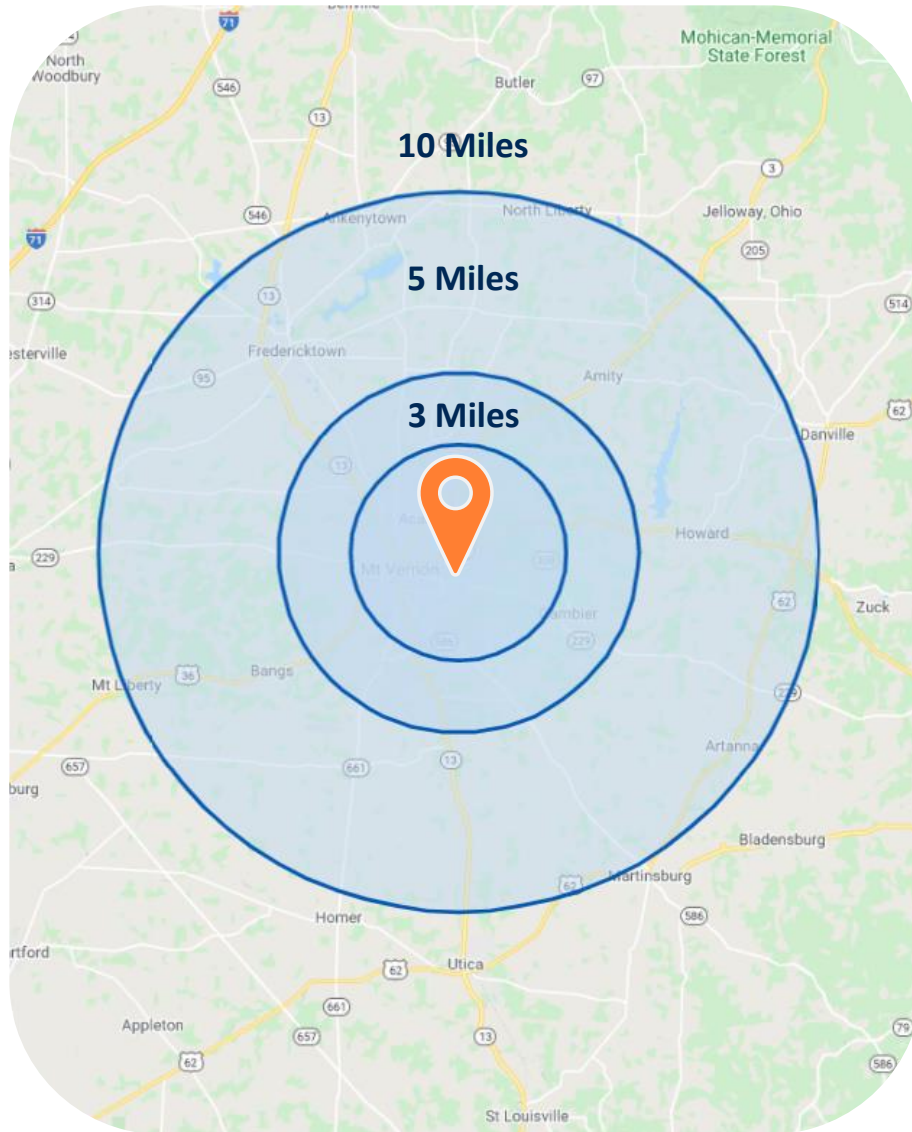 71
North
Woodbury
546
Mohican-Memorial
State Forest
Butler
97
13
10 Miles
3
546
Ankenytown
North Liberty
Jelloway, Ohio
71
205
5 Miles
314
13
514
esterville
Fredericktown
95
Amity
62
3 Miles
Danville
13
Howard
229
Mt Vernon
308
62
Zuck
Gambier
586
229
Mt Liberty
36
Bangs
229
Artanna
657
661
13
burg
Bladensburg
62
Martinsburg
Homer
586
rtford
62
Utica
661
Appleton
657
13
79
62
586
St Louisville